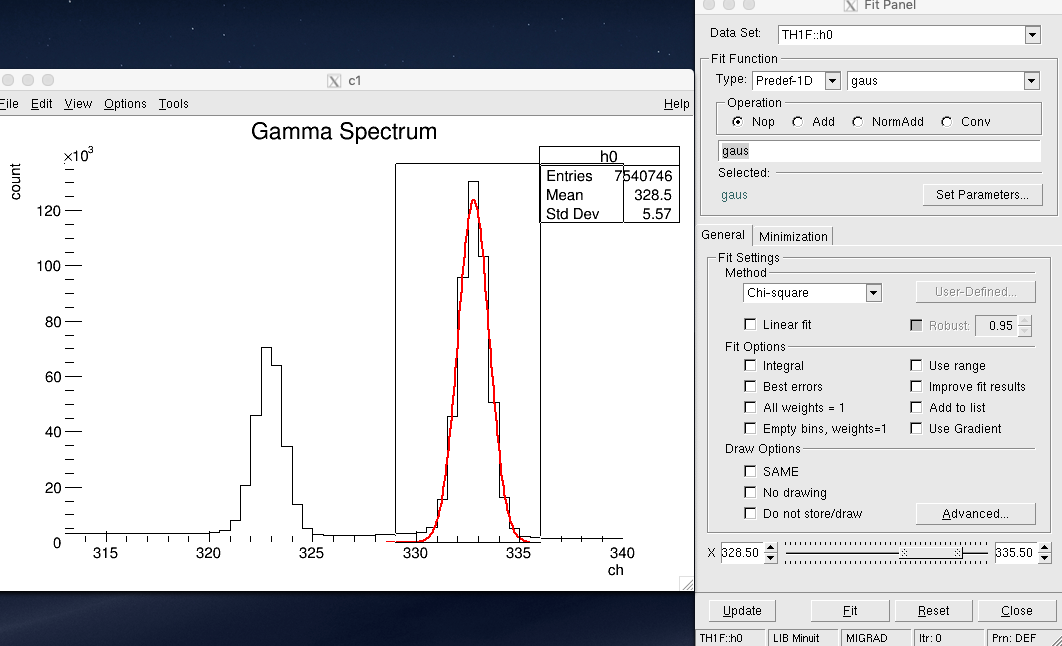 c1
File Edit View Options Tools Help
Gamma Spectrum
×10³
count
120
100
80
60
40
20
0
315 320 325 330 335 340
ch
h0
Entries 7540746
Mean 328.5
Std Dev 5.57
Fit Panel
Data Set: TH1F::h0
Fit Function
Type: Predef-1D gaus
Operation
Nop Add NormAdd Conv
gaus
Selected:
gaus Set Parameters...
General Minimization
Fit Settings
Method
Chi-square User-Defined...
Linear fit Robust: 0.95
Fit Options
Integral Use range
Best errors Improve fit results
All weights = 1 Add to list
Empty bins, weights=1 Use Gradient
Draw Options
SAME
No drawing
Do not store/draw Advanced...
X 328.50 335.50
Update Fit Reset Close
TH1F::h0 LIB Minuit MIGRAD Itr: 0 Prn: DEF